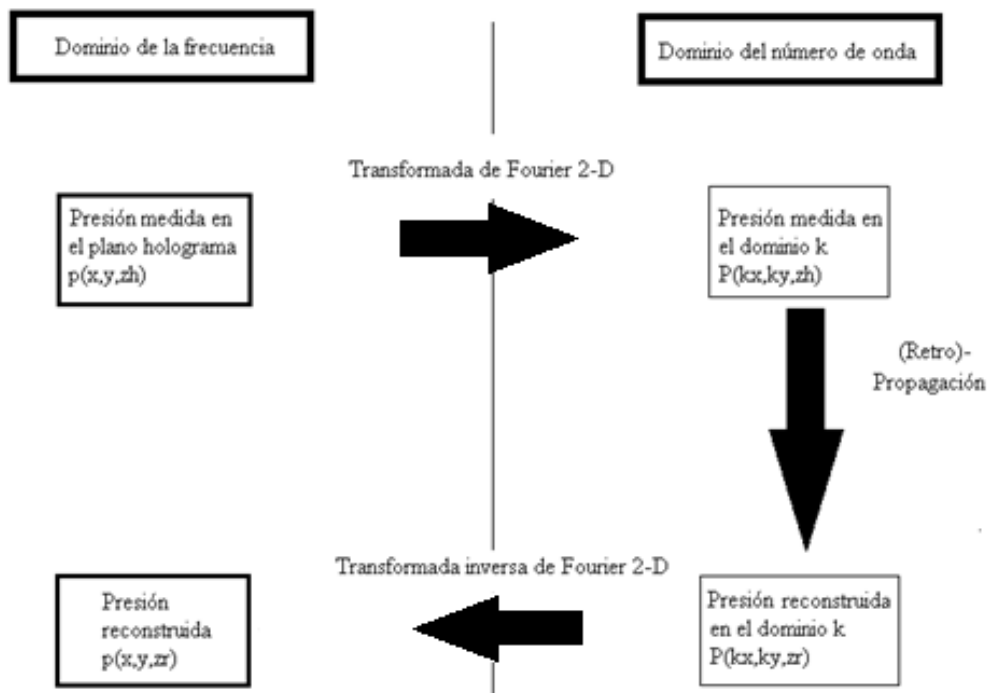 Dominio de la frecuencia
Dominio del número de onda
Transformada de Fourier 2-D
Presión medida en
el plano holograma
p(x,y,zh)
Presión medida en
el dominio k
P(kx,ky,zh)
(Retro)-
Propagación
Transformada inversa de Fourier 2-D
Presión
reconstruida
p(x,y,zr)
Presión reconstruida
en el dominio k
P(kx,ky,zr)